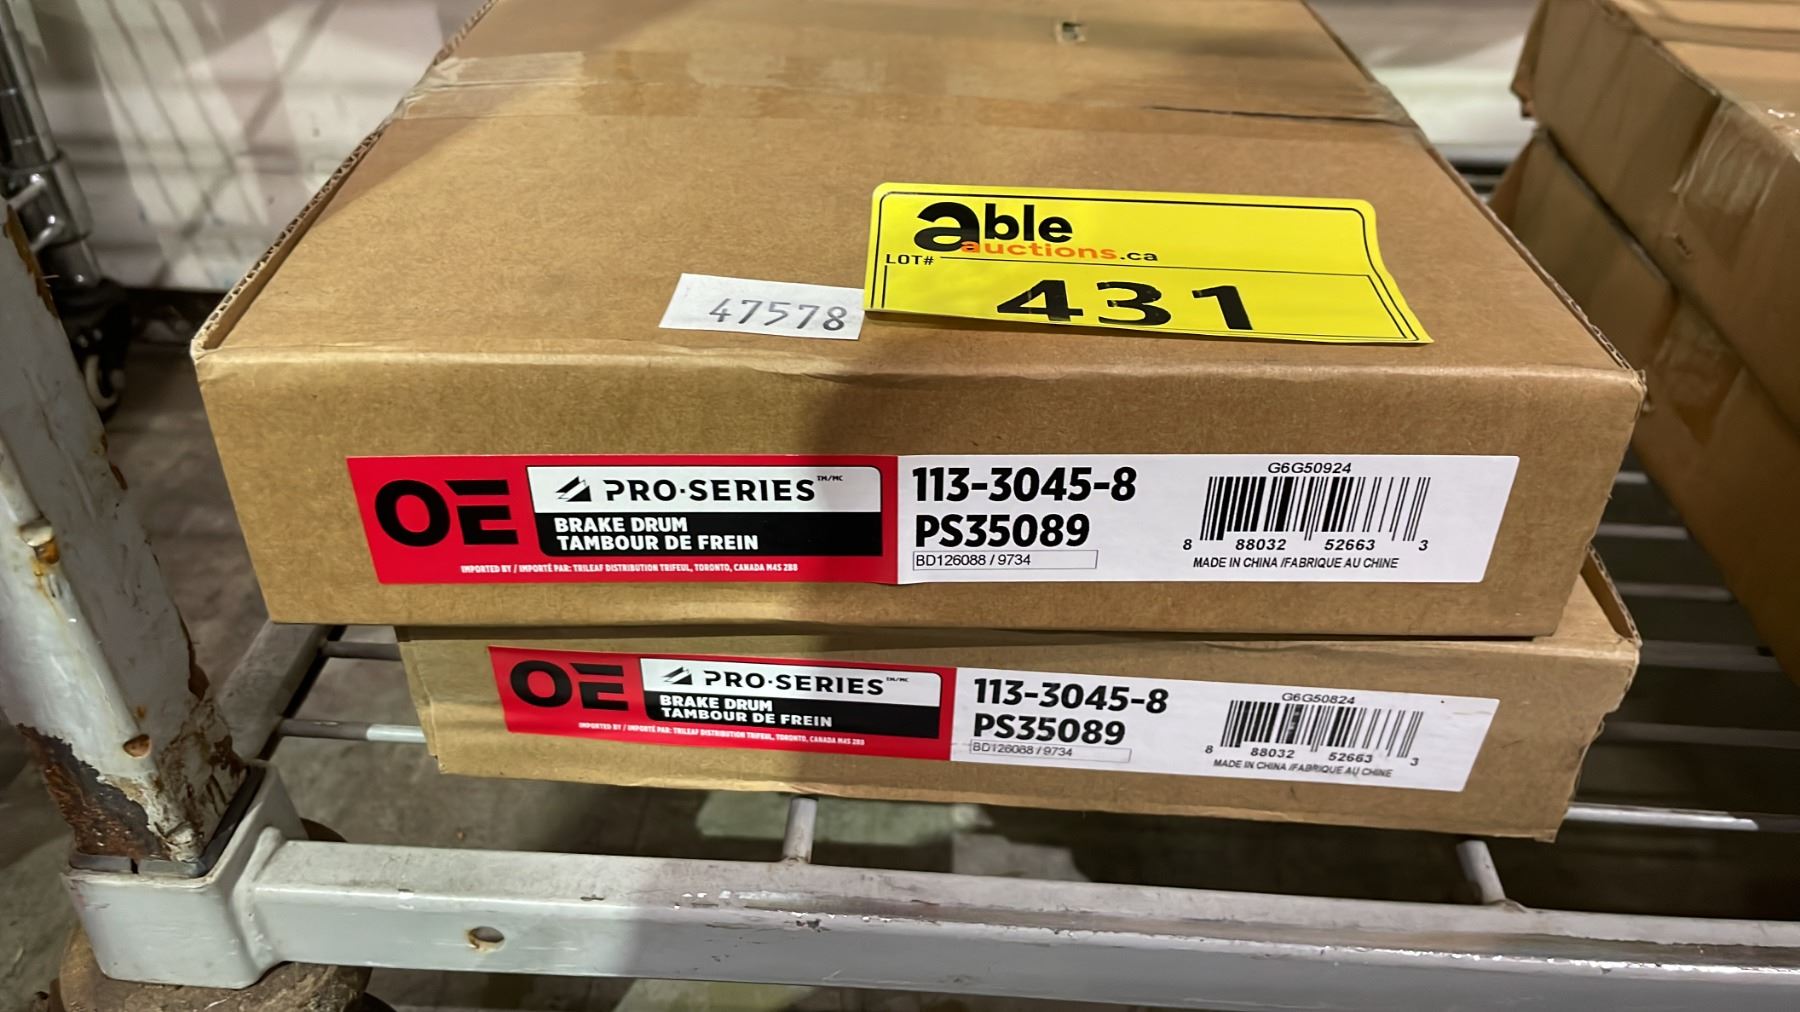 able
auctions.ca
LOT#
431
47578
OE
PRO·SERIES TM/MC
BRAKE DRUM
TAMBOUR DE FREIN
IMPORTED BY / IMPORTÉ PAR: TRILEAF DISTRIBUTION TRIFEUL, TORONTO, CANADA M4S 2B8
113-3045-8
PS35089
BD126088 / 9734
G6G50924
8 88032 52663 3
MADE IN CHINA /FABRIQUE AU CHINE
OE
PRO·SERIES TM/MC
BRAKE DRUM
TAMBOUR DE FREIN
IMPORTED BY / IMPORTÉ PAR: TRILEAF DISTRIBUTION TRIFEUL, TORONTO, CANADA M4S 2B8
113-3045-8
PS35089
BD126088 / 9734
G6G50824
8 88032 52663 3
MADE IN CHINA /FABRIQUE AU CHINE